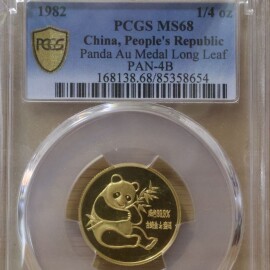 1982 1/4 oz
PCGS MS68
PCGS China, People's Republic
Panda Au Medal Long Leaf
PAN-4B
168138.68/85358654